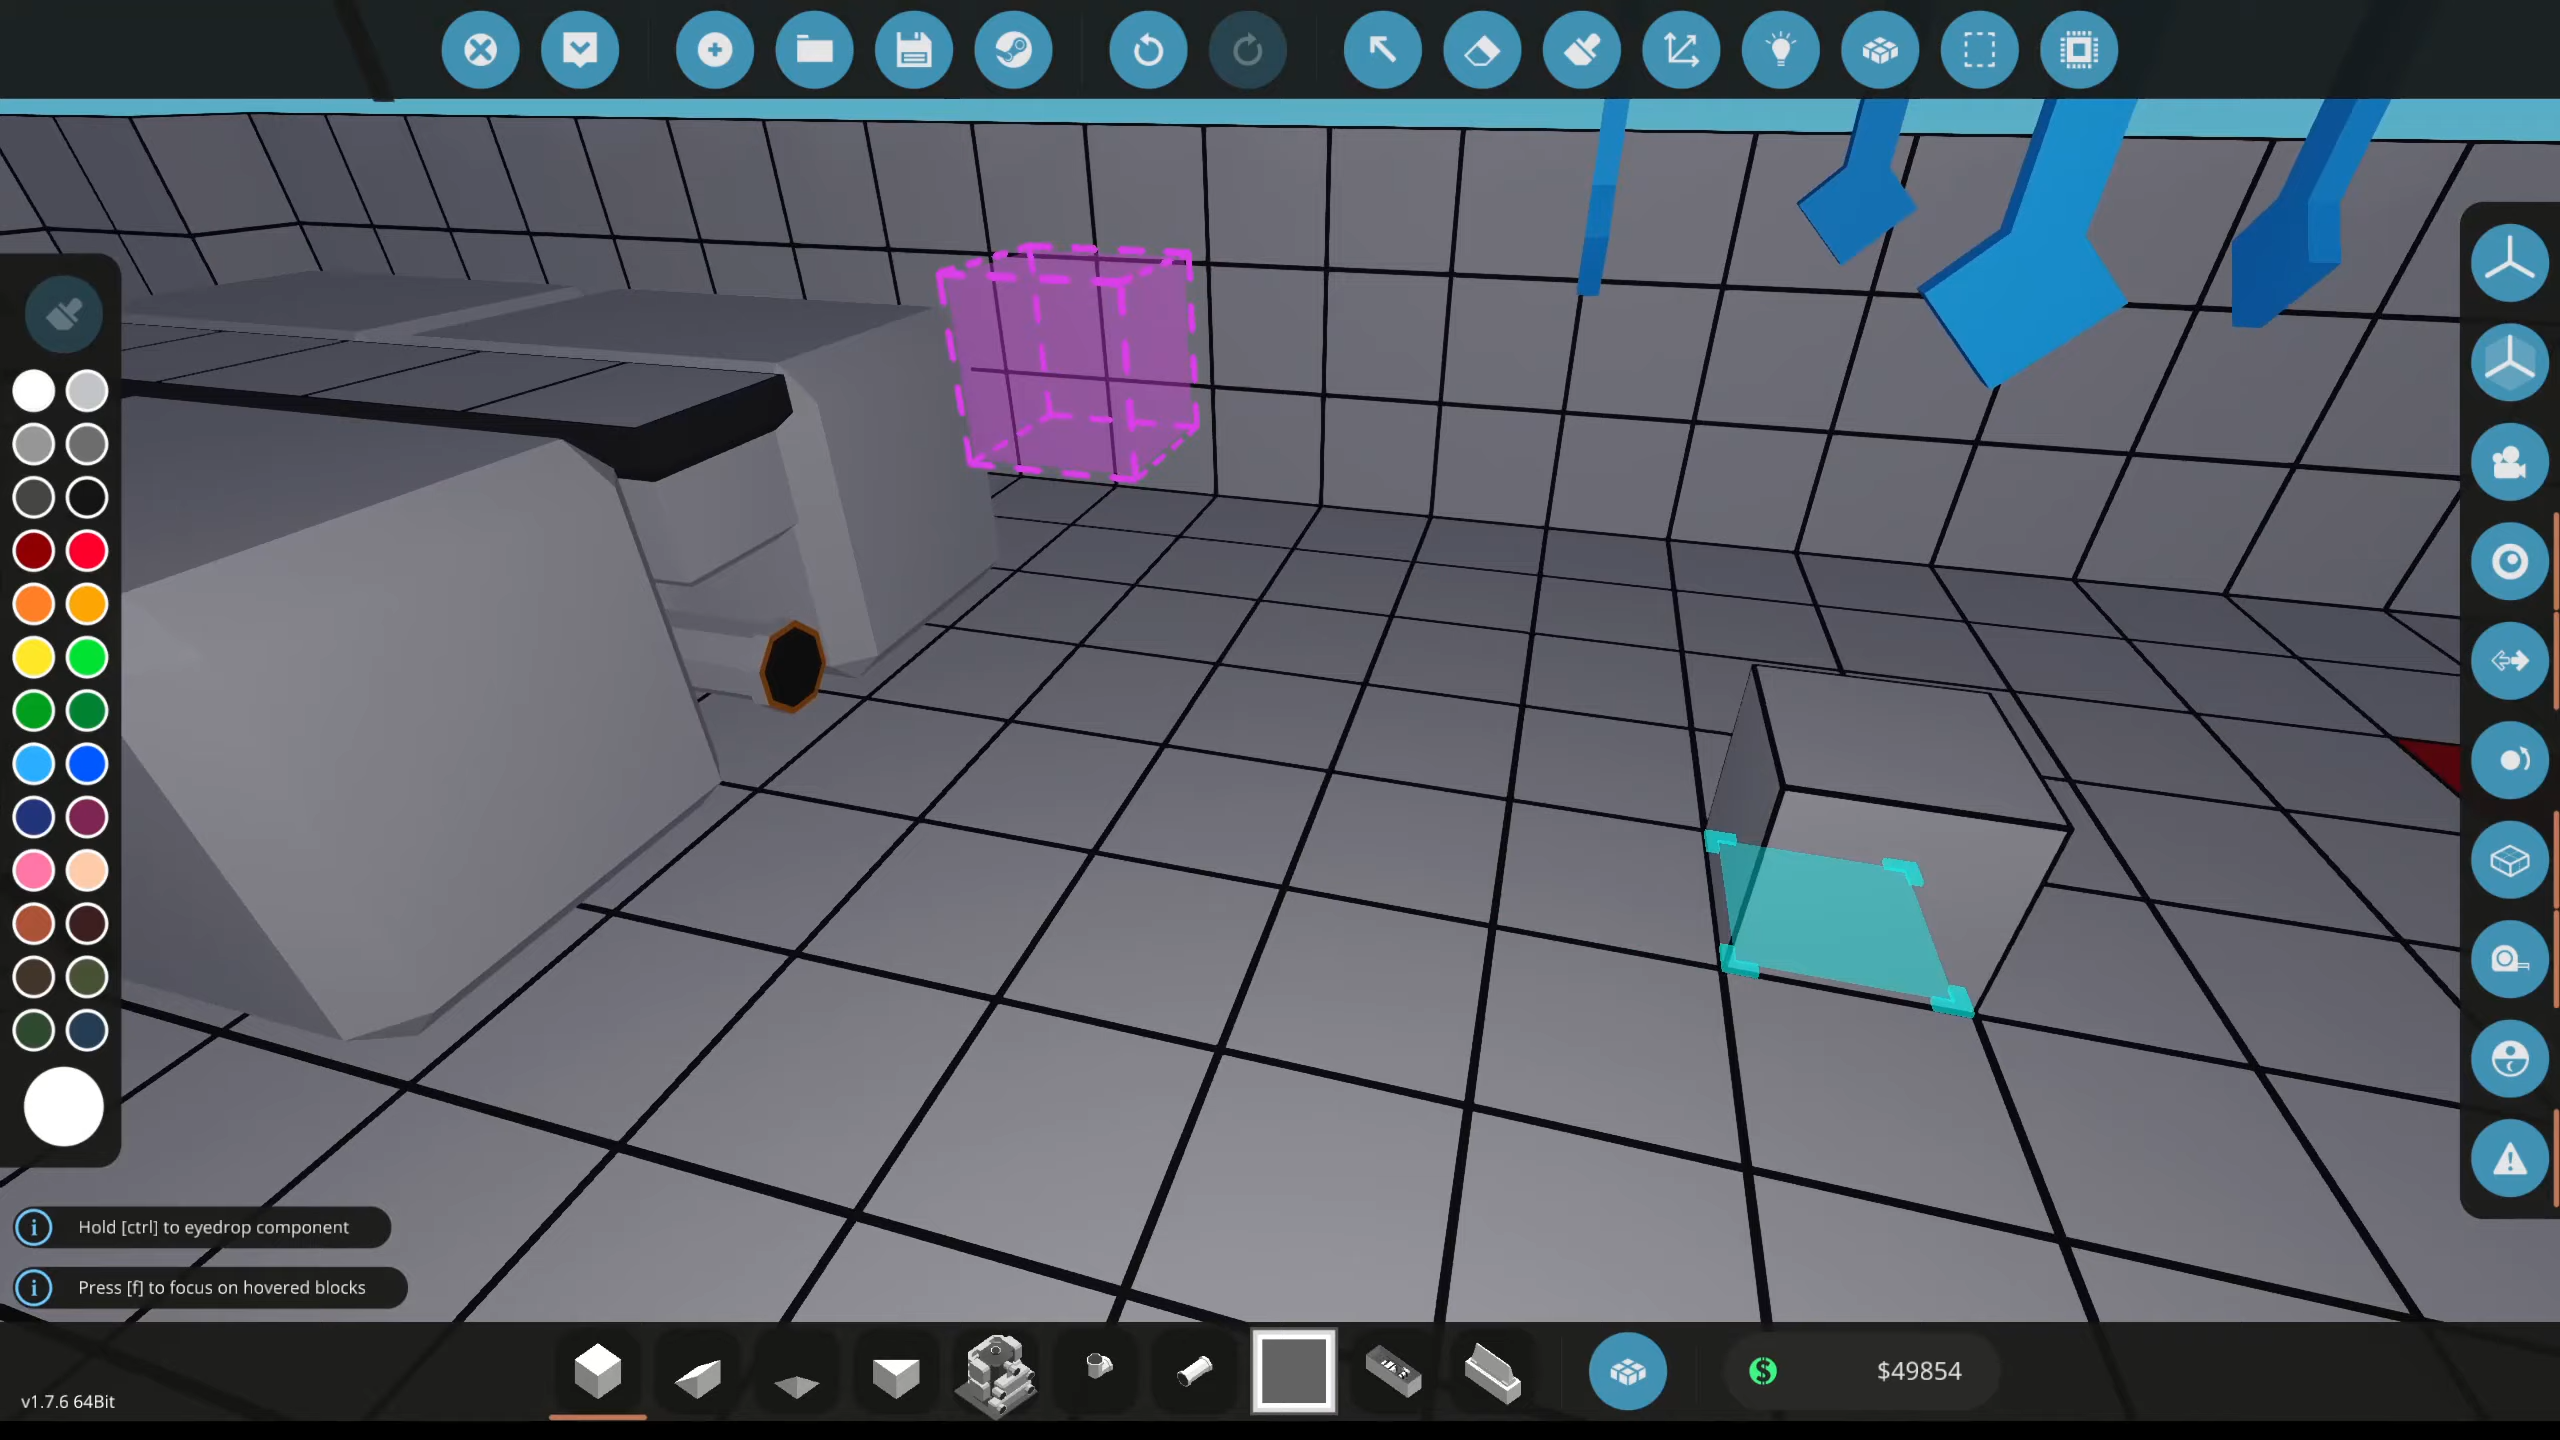 Hold [ctrl] to eyedrop component
Press [f] to focus on hovered blocks
$49854
v1.7.6 64Bit